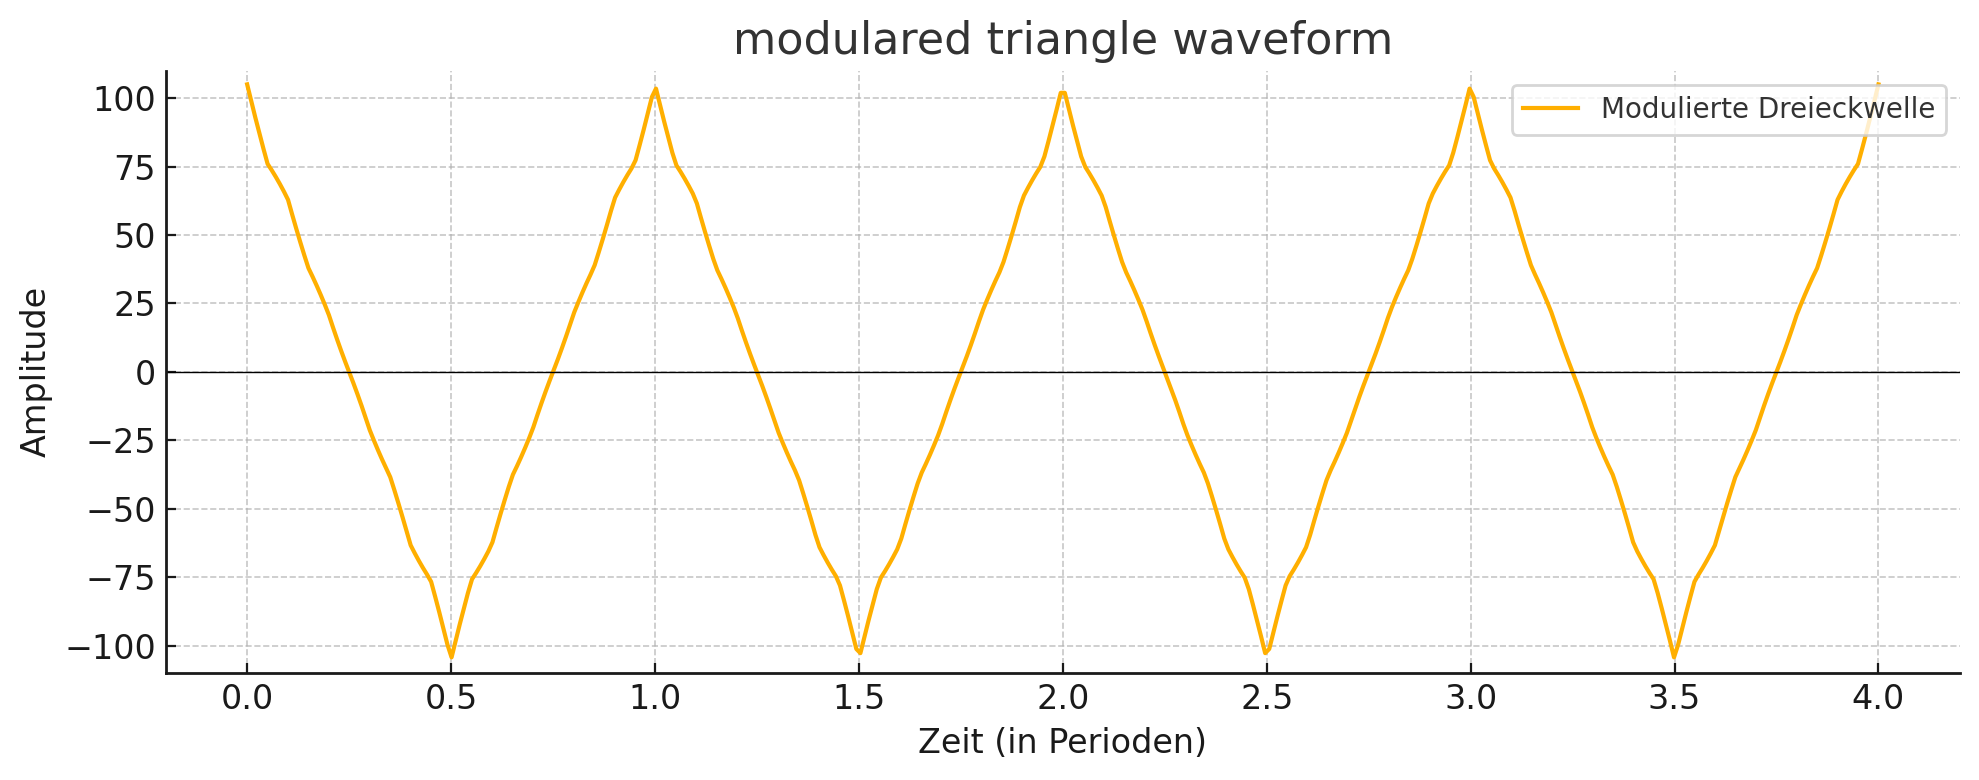 modulared triangle waveform
Modulierte Dreieckwelle
Amplitude
100
75
50
25
0
−25
−50
−75
−100
0.0 0.5 1.0 1.5 2.0 2.5 3.0 3.5 4.0
Zeit (in Perioden)